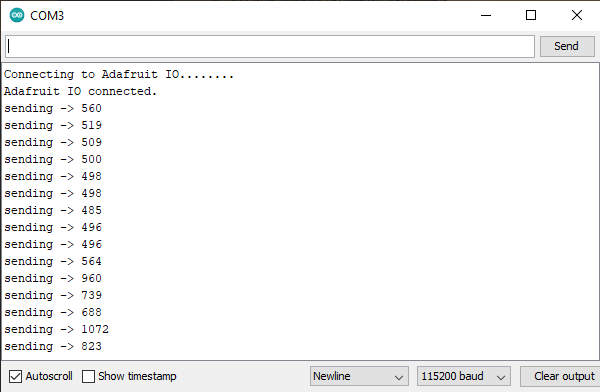 COM3
Send
Connecting to Adafruit IO........
Adafruit IO connected.
sending -> 560
sending -> 519
sending -> 509
sending -> 500
sending -> 498
sending -> 498
sending -> 485
sending -> 496
sending -> 496
sending -> 564
sending -> 960
sending -> 739
sending -> 688
sending -> 1072
sending -> 823
Autoscroll Show timestamp Newline 115200 baud Clear output